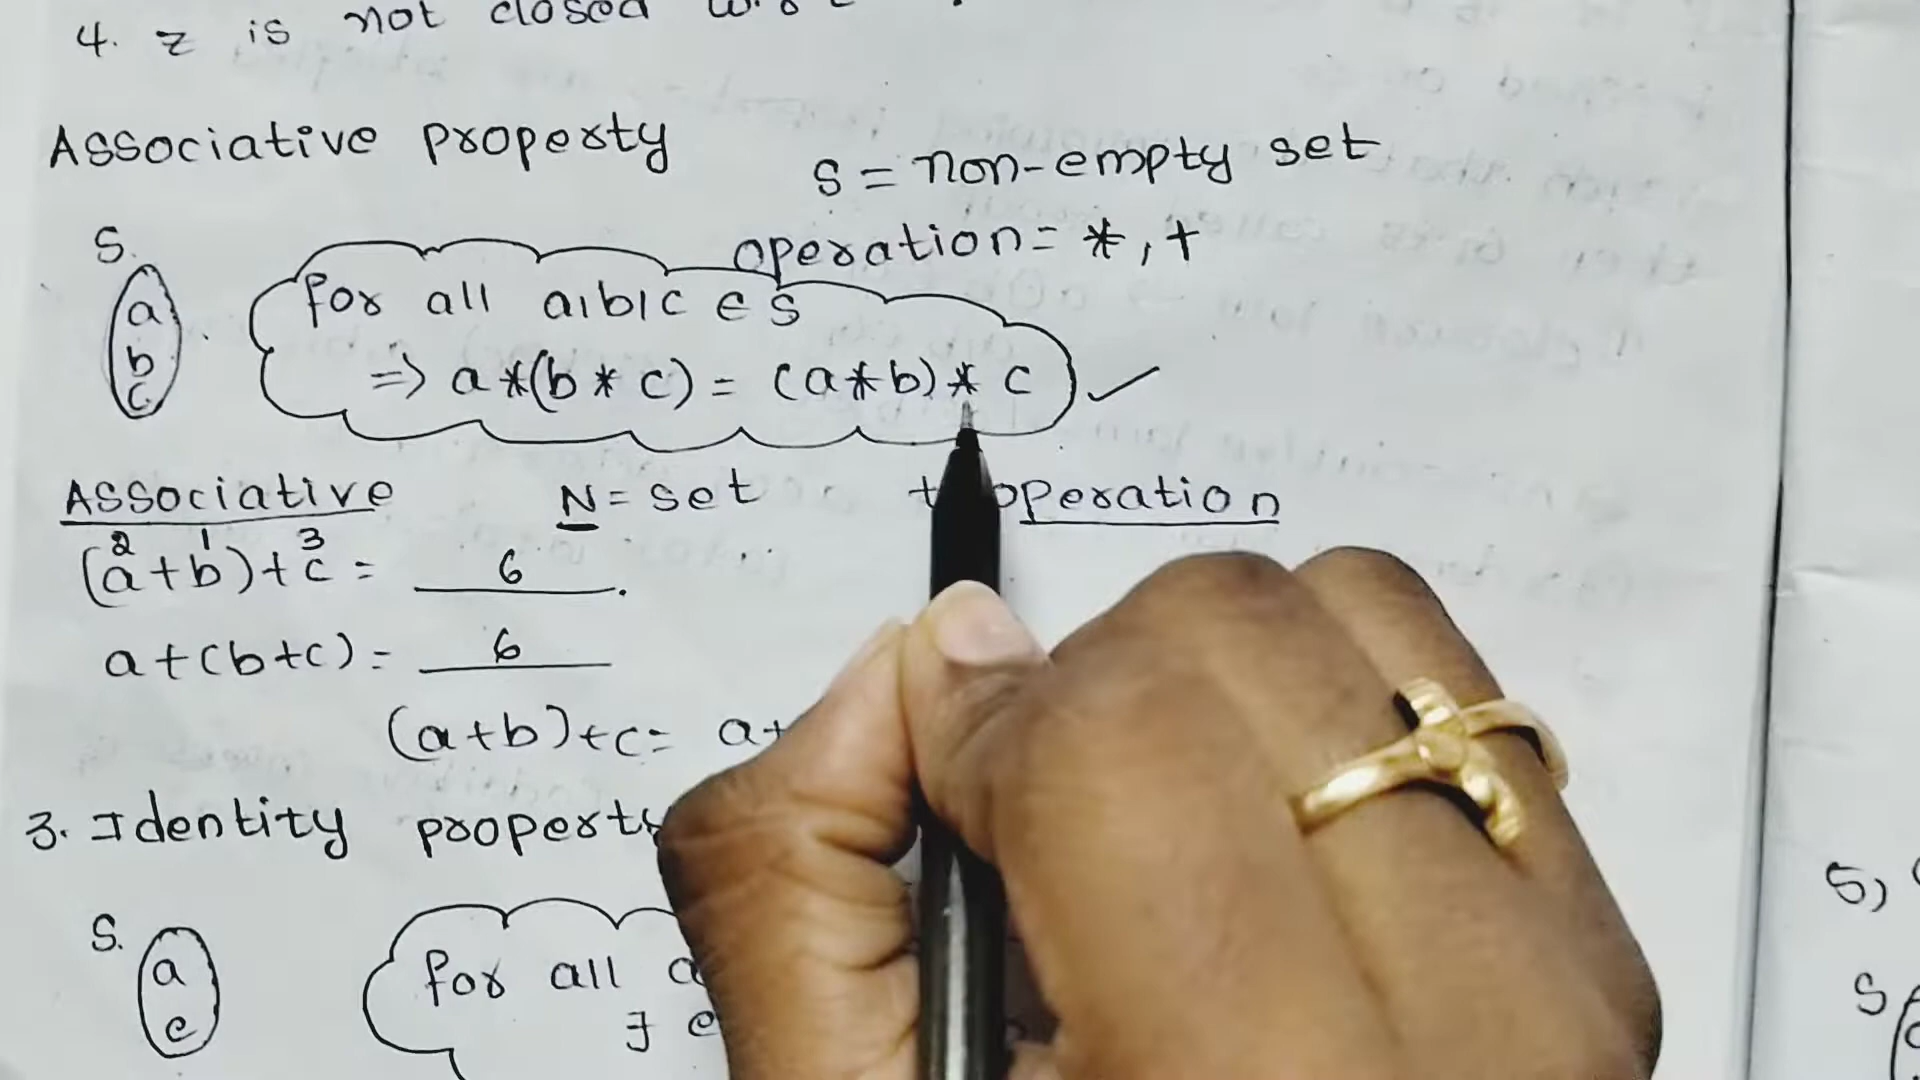 4. z is not closed w.r.t
Associative property
S = non-empty set
S.
operation = *, +
a
b
c
for all a,b,c ∈ S
=> a*(b * c) = (a*b)* c
Associative
N = set
operation
2 1 3
(a+b)+c = 6.
a+(b+c) = 6
(a+b)+c = a+
3. Identity property
S.
a
e
for all a
∃ e
5)
S